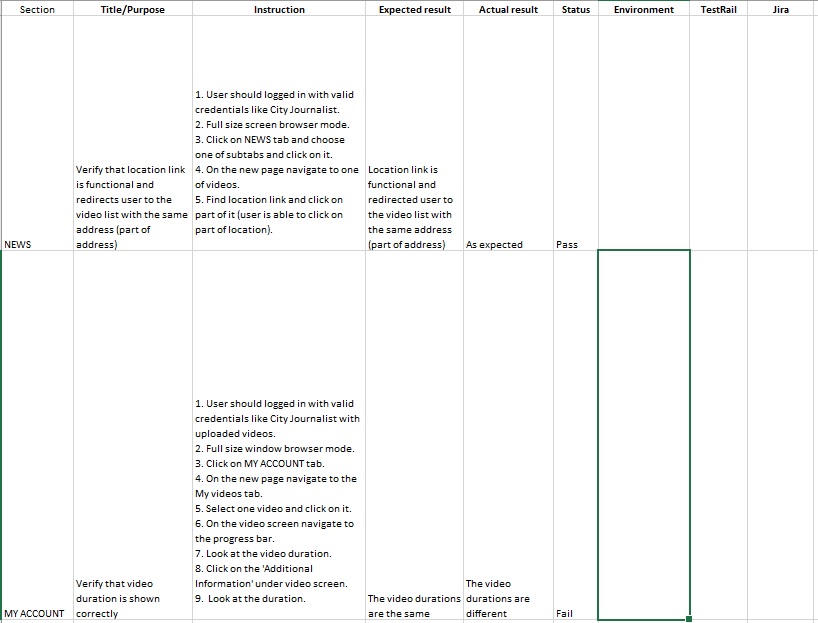 Section Title/Purpose Instruction Expected result Actual result Status Environment TestRail Jira
NEWS
Verify that location link
is functional and
redirects user to the
video list with the same
address (part of
address)
1. User should logged in with valid
credentials like City Journalist.
2. Full size screen browser mode.
3. Click on NEWS tab and choose
one of subtabs and click on it.
4. On the new page navigate to one
of videos.
5. Find location link and click on
part of it (user is able to click on
part of location).
Location link is
functional and
redirected user to
the video list with
the same address
(part of address)
As expected
Pass
MY ACCOUNT
Verify that video
duration is shown
correctly
1. User should logged in with valid
credentials like City Journalist with
uploaded videos.
2. Full size window browser mode.
3. Click on MY ACCOUNT tab.
4. On the new page navigate to the
My videos tab.
5. Select one video and click on it.
6. On the video screen navigate to
the progress bar.
7. Look at the video duration.
8. Click on the 'Additional
Information' under video screen.
9. Look at the duration.
The video durations
are the same
The video
durations are
different
Fail